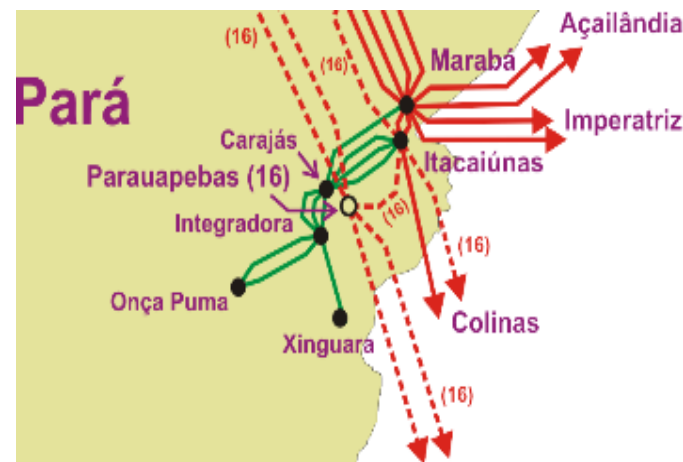 Açailândia
(16)
Marabá
(16)
Pará
Imperatriz
Carajás
Itacaiúnas
Parauapebas (16)
(16)
Integradora
(16)
Onça Puma
Colinas
Xinguara
(16)